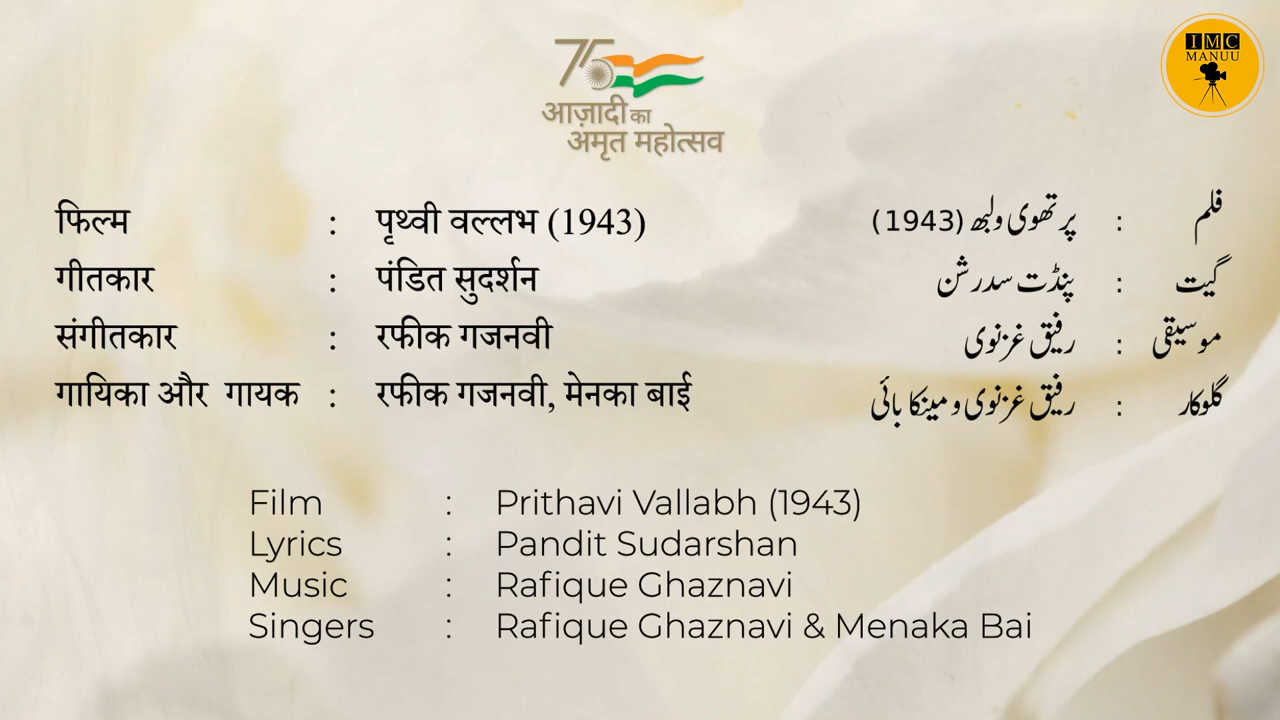 75
आज़ादी का
अमृत महोत्सव
IMC
MANUU
फिल्म : पृथ्वी वल्लभ (1943)
गीतकार : पंडित सुदर्शन
संगीतकार : रफीक गजनवी
गायिका और गायक : रफीक गजनवी, मेनका बाई
فلم : پرتھوی ولبھ (1943)
گیت : پنڈت سدرشن
موسیقی : رفیق غزنوی
گلوکار : رفیق غزنوی و مینکا بائی
Film : Prithavi Vallabh (1943)
Lyrics : Pandit Sudarshan
Music : Rafique Ghaznavi
Singers : Rafique Ghaznavi & Menaka Bai